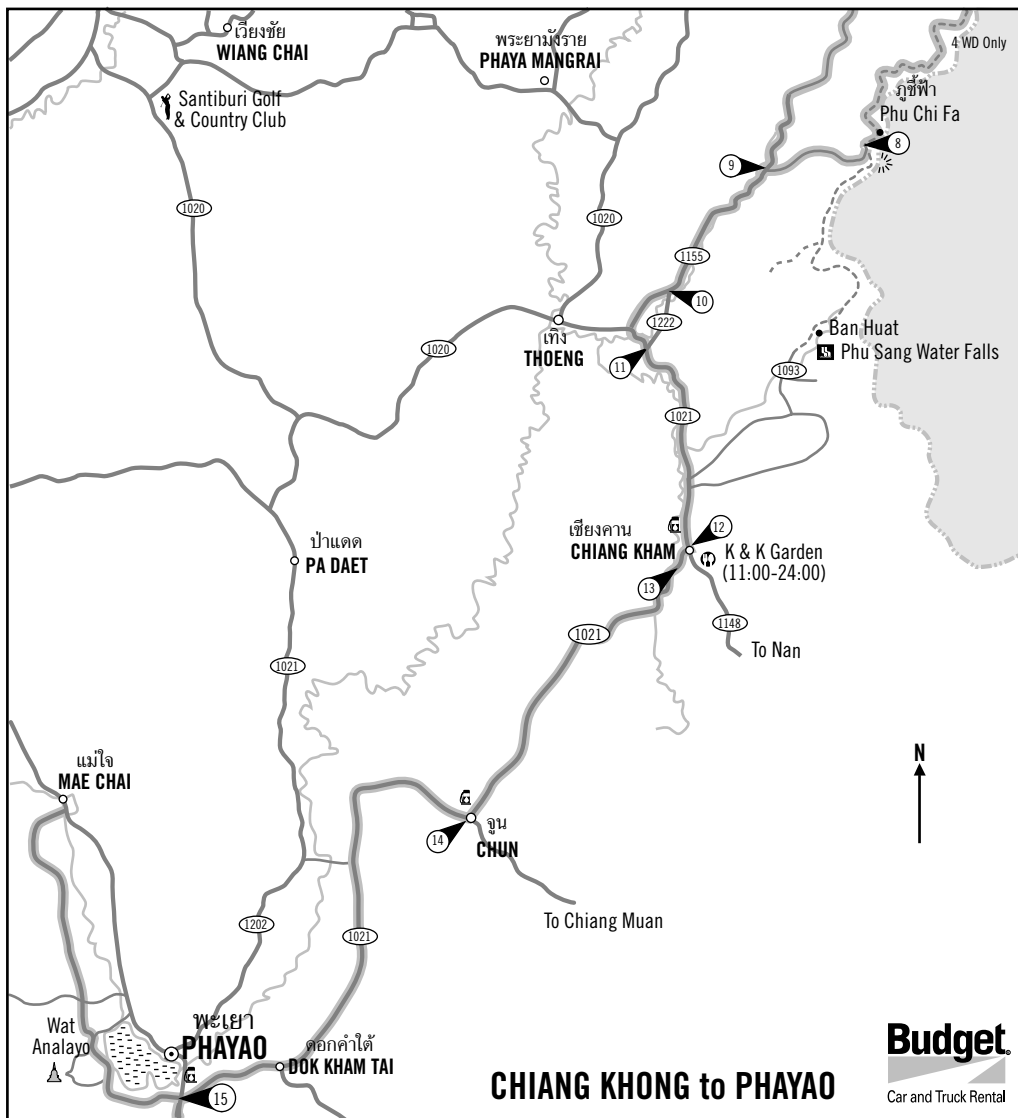 เวียงชัย
WIANG CHAI
พระยามังราย
PHAYA MANGRAI
4 WD Only
ภูชี้ฟ้า
Phu Chi Fa
Santiburi Golf
& Country Club
8
9
1020
1020
1155
10
1222
เทิง
THOENG
11
Ban Huat
Phu Sang Water Falls
1020
1093
1021
เชียงคาน
CHIANG KHAM
12
K & K Garden
(11:00-24:00)
13
ป่าแดด
PA DAET
1148
To Nan
1021
1021
แม่ใจ
MAE CHAI
N
14
จูน
CHUN
To Chiang Muan
1202
1021
Wat
Analayo
พะเยา
PHAYAO
ดอกคำใต้
DOK KHAM TAI
15
CHIANG KHONG to PHAYAO
Budget
Car and Truck Rental